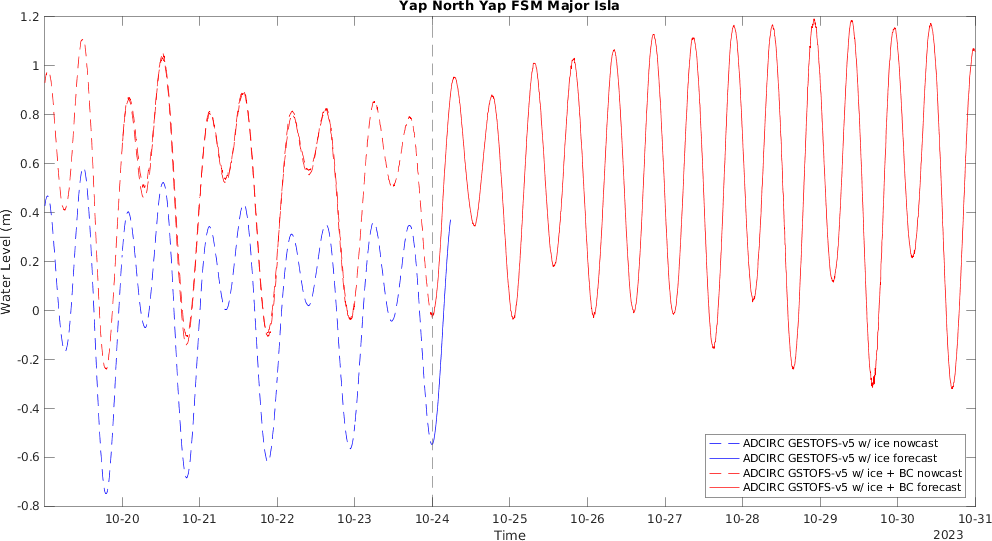 Yap North Yap FSM Major Isla
1.2
1
0.8
0.6
0.4
0.2
0
-0.2
-0.4
-0.6
-0.8
Water Level (m)
10-20 10-21 10-22 10-23 10-24 10-25 10-26 10-27 10-28 10-29 10-30 10-31
Time
2023
ADCIRC GESTOFS-v5 w/ ice nowcast
ADCIRC GESTOFS-v5 w/ ice forecast
ADCIRC GSTOFS-v5 w/ ice + BC nowcast
ADCIRC GSTOFS-v5 w/ ice + BC forecast